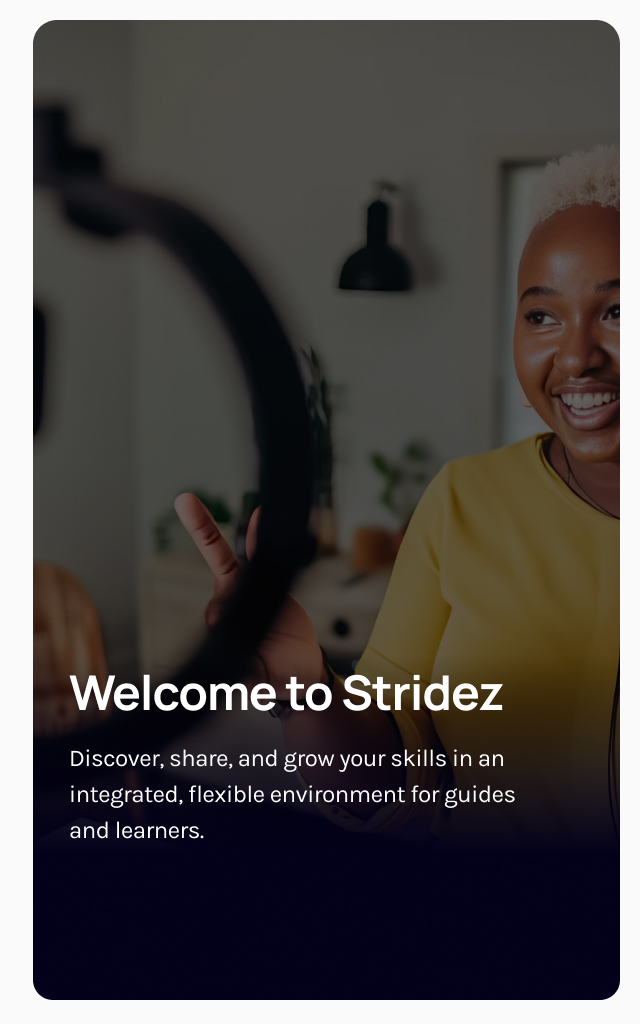 Welcome to Stridez
Discover, share, and grow your skills in an
integrated, flexible environment for guides
and learners.